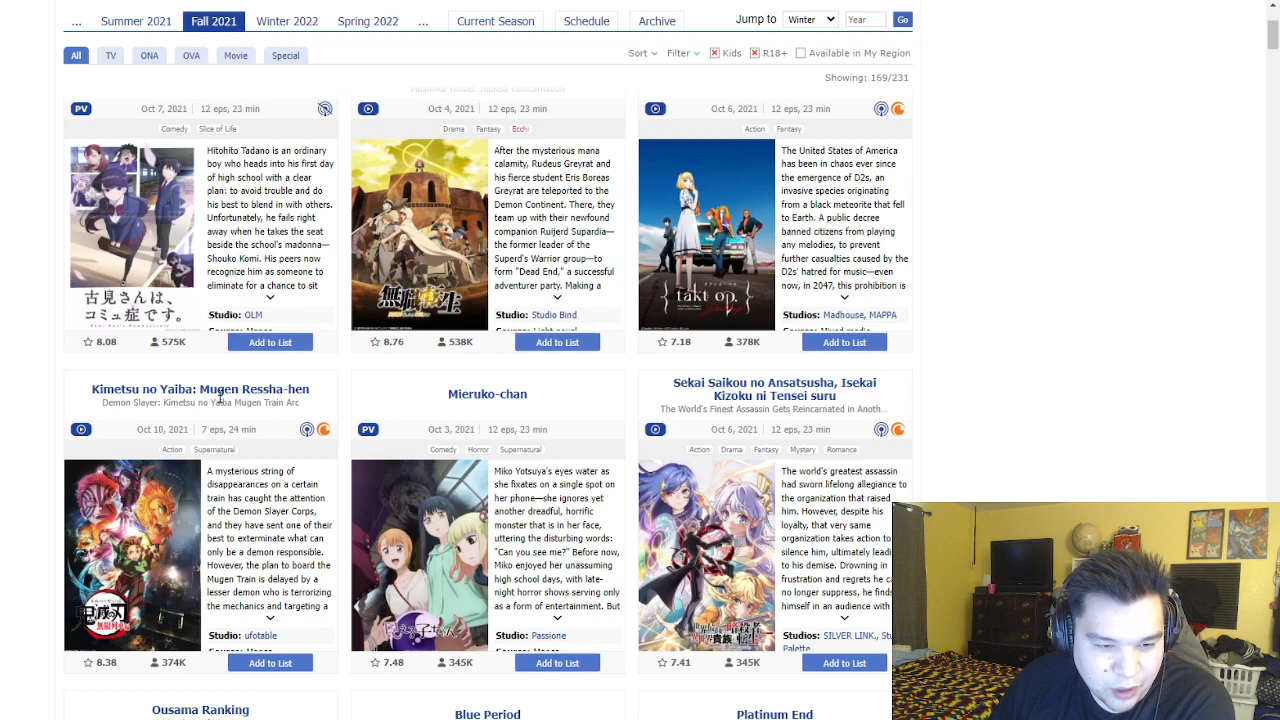 ... Summer 2021 Fall 2021 Winter 2022 Spring 2022 ... Current Season Schedule Archive Jump to Winter Year Go
All TV ONA OVA Movie Special Sort Filter Kids R18+ Available in My Region
Showing: 169/231
PV Oct 7, 2021 12 eps, 23 min
Comedy Slice of Life
Hitohito Tadano is an ordinary
boy who heads into his first day
of high school with a clear
plan: to avoid trouble and do
his best to blend in with others.
Unfortunately, he fails right
away when he takes the seat
beside the school's madonna—
Shouko Komi. His peers now
recognize him as someone to
eliminate for a chance to sit
古見さんは、
コミュ症です。
Studio: OLM
8.08 575K Add to List
Mushoku Tensei: Jobless Reincarnation
Oct 4, 2021 12 eps, 23 min
Drama Fantasy Ecchi
After the mysterious mana
calamity, Rudeus Greyrat and
his fierce student Eris Boreas
Greyrat are teleported to the
Demon Continent. There, they
team up with their newfound
companion Ruijerd Supardia—
the former leader of the
Superd's Warrior group—to
form "Dead End," a successful
adventurer party. Making a
無職転生
Studio: Studio Bind
8.76 538K Add to List
Oct 6, 2021 12 eps, 23 min
Action Fantasy
The United States of America
has been in chaos ever since
the emergence of D2s, an
invasive species originating
from a black meteorite that fell
to Earth. A public decree
banned citizens from playing
any melodies, to prevent
further casualties caused by the
D2s' hatred for music—even
now, in 2047, this prohibition is
takt op.
Studios: Madhouse, MAPPA
7.18 378K Add to List
Kimetsu no Yaiba: Mugen Ressha-hen
Demon Slayer: Kimetsu no Yaiba Mugen Train Arc
Oct 10, 2021 7 eps, 24 min
Action Supernatural
A mysterious string of
disappearances on a certain
train has caught the attention
of the Demon Slayer Corps,
and they have sent one of their
best to exterminate what can
only be a demon responsible.
However, the plan to board the
Mugen Train is delayed by a
lesser demon who is terrorizing
the mechanics and targeting a
鬼滅の刃
Studio: ufotable
8.38 374K Add to List
Mieruko-chan
PV Oct 3, 2021 12 eps, 23 min
Comedy Horror Supernatural
Miko Yotsuya's eyes water as
she fixates on a single spot on
her phone—she ignores yet
another dreadful, horrific
monster that is in her face,
uttering the disturbing words:
"Can you see me?" Before now,
Miko enjoyed her unassuming
high school days, with late-
night horror shows serving only
as a form of entertainment. But
Studio: Passione
7.48 345K Add to List
Sekai Saikou no Ansatsusha, Isekai
Kizoku ni Tensei suru
The World's Finest Assassin Gets Reincarnated in Anoth...
Oct 6, 2021 12 eps, 23 min
Action Drama Fantasy Mystery Romance
The world's greatest assassin
had sworn lifelong allegiance to
the organization that raised
him. However, despite his
loyalty, that very same
organization takes action to
silence him, ultimately leadi
to his demise. Drowning in
frustration and regrets he c
no longer suppress, he find
himself in an audience with
Studios: SILVER LINK., St
Palette
7.41 345K Add to List
Ousama Ranking
Blue Period
Platinum End